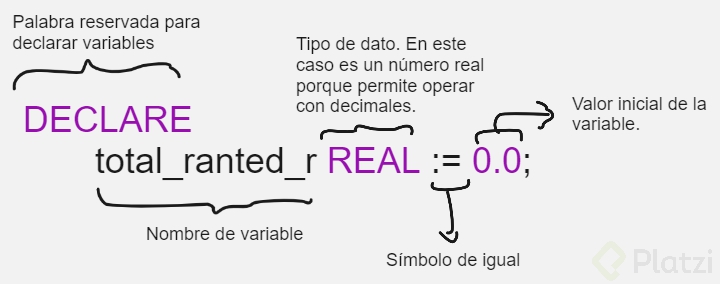 Palabra reservada para
declarar variables
Tipo de dato. En este
caso es un número real
porque permite operar
con decimales.
Valor inicial de la
variable.
DECLARE
total_ranted_r REAL := 0.0;
Nombre de variable
Símbolo de igual
Platzi